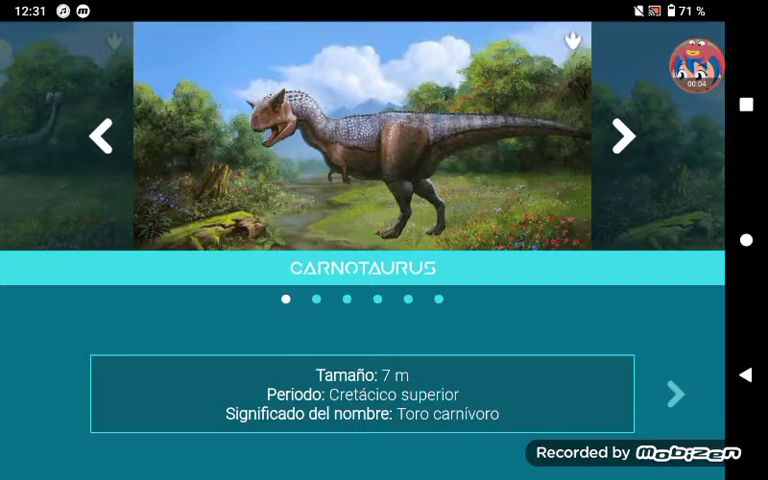 12:31
71 %
00:04
CARNOTAURUS
Tamaño: 7 m
Periodo: Cretácico superior
Significado del nombre: Toro carnívoro
Recorded by mobizen